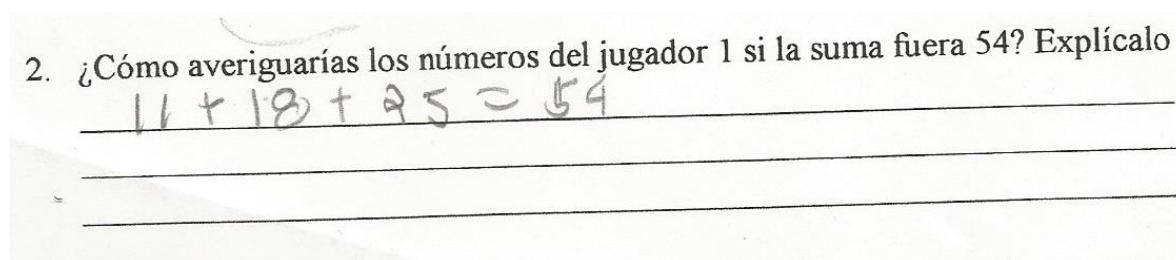 2. ¿Cómo averiguarías los números del jugador 1 si la suma fuera 54? Explícalo
11 + 18 + 25 = 54